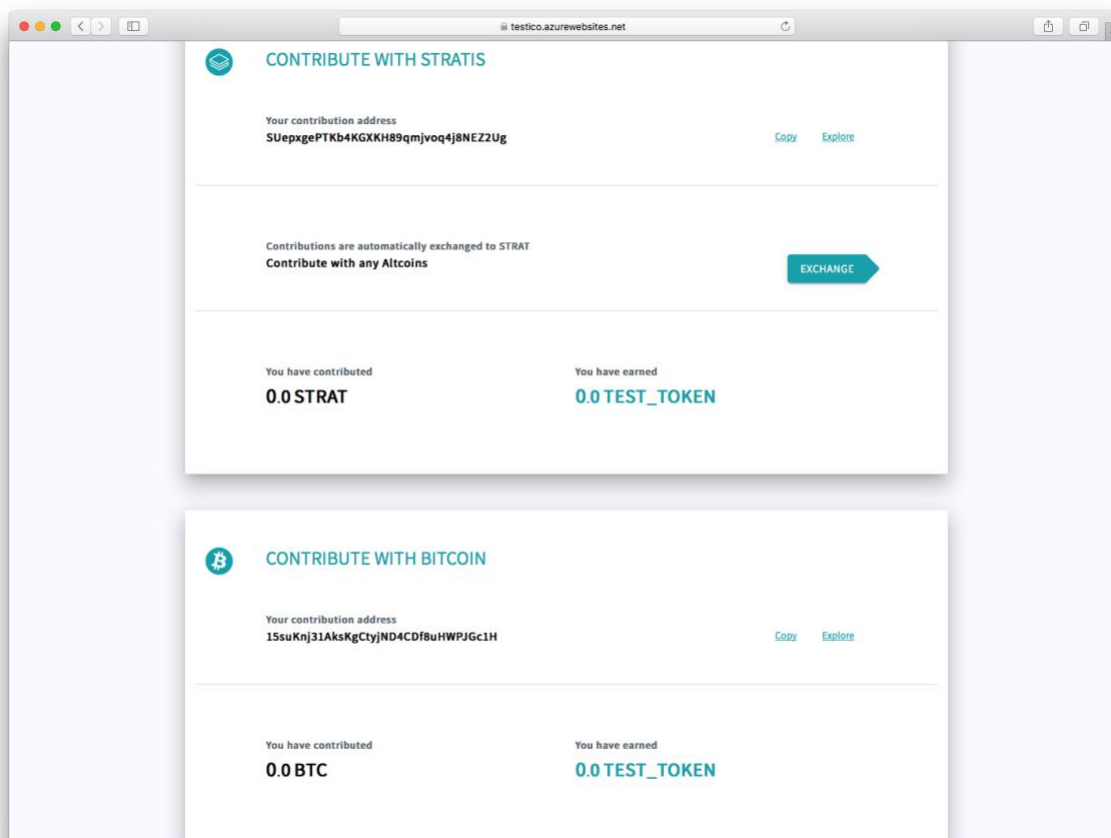 testico.azurewebsites.net
CONTRIBUTE WITH STRATIS
Your contribution address
SUepxgePTKb4KGXKH89qmjvoq4j8NEZ2Ug
Copy Explore
Contributions are automatically exchanged to STRAT
Contribute with any Altcoins
EXCHANGE
You have contributed You have earned
0.0 STRAT 0.0 TEST_TOKEN
CONTRIBUTE WITH BITCOIN
Your contribution address
15suKnj31AksKgCtyjND4CDf8uHWPJGc1H
Copy Explore
You have contributed You have earned
0.0 BTC 0.0 TEST_TOKEN